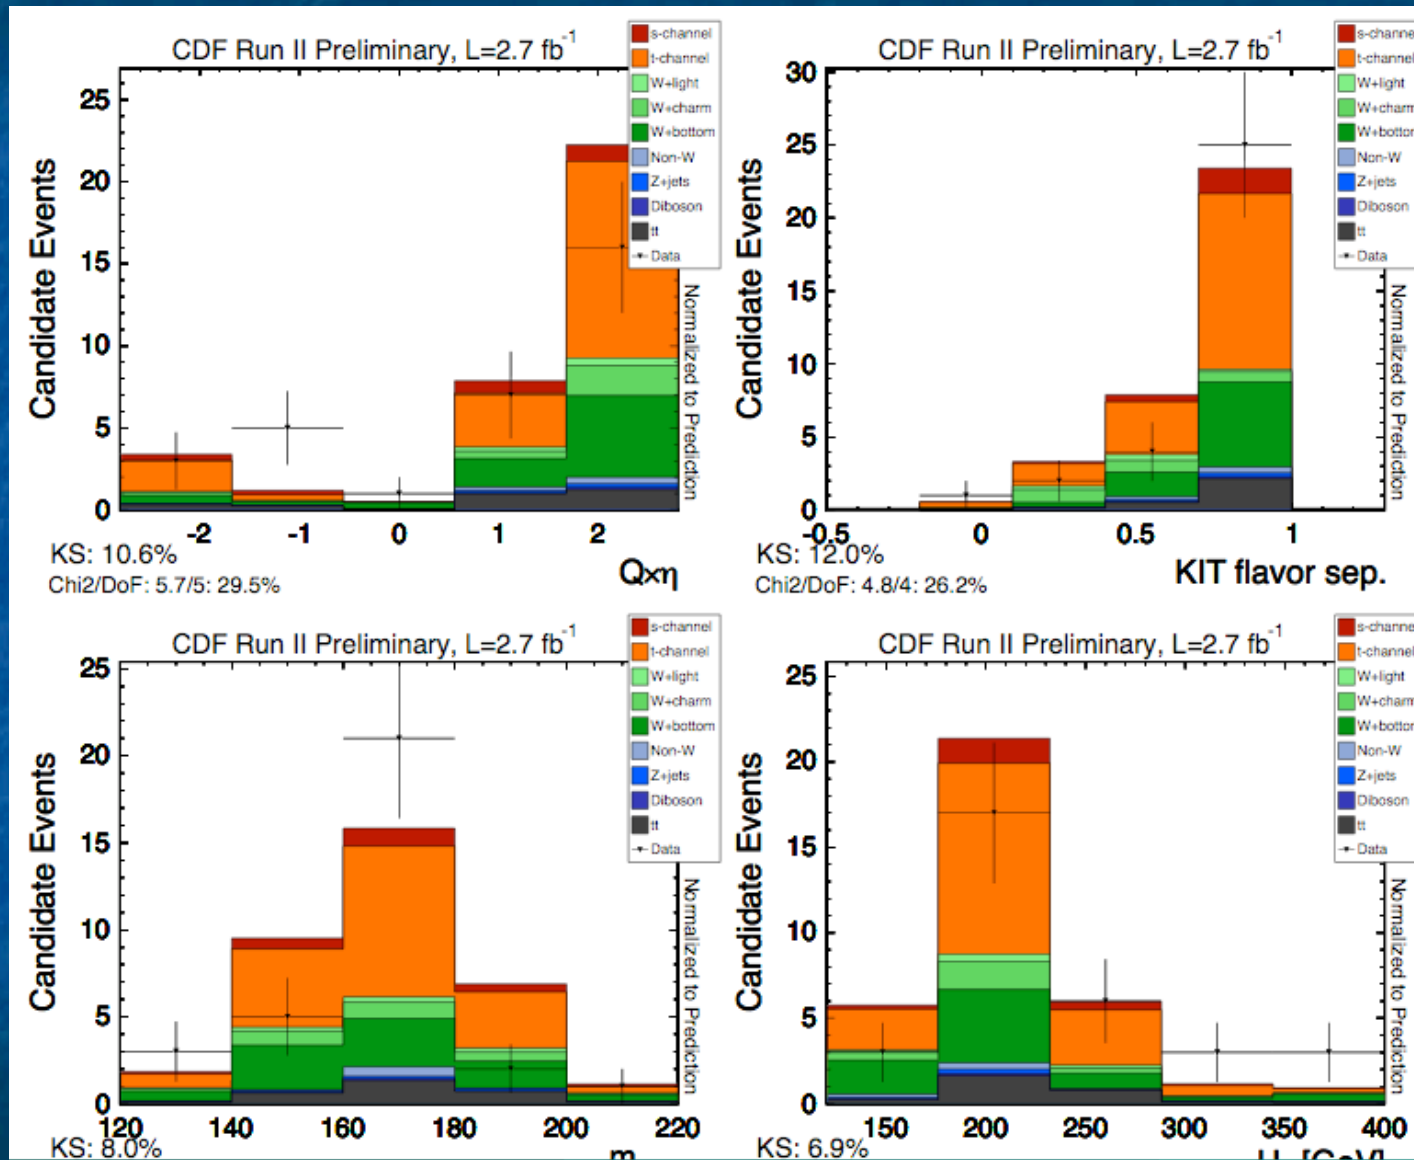 CDF Run II Preliminary, L=2.7 fb-1
s-channel
t-channel
W+light
W+charm
W+bottom
Non-W
Z+jets
Diboson
tt
Data
Candidate Events
25
20
15
10
5
0
-2 -1 0 1 2
Normalized to Prediction
KS: 10.6%
Qxη
Chi2/DoF: 5.7/5: 29.5%
CDF Run II Preliminary, L=2.7 fb-1
s-channel
t-channel
W+light
W+charm
W+bottom
Non-W
Z+jets
Diboson
tt
Data
Candidate Events
30
25
20
15
10
5
0
-0.5 0 0.5 1
Normalized to Prediction
KS: 12.0%
KIT flavor sep.
Chi2/DoF: 4.8/4: 26.2%
CDF Run II Preliminary, L=2.7 fb-1
s-channel
t-channel
W+light
W+charm
W+bottom
Non-W
Z+jets
Diboson
tt
Data
Candidate Events
25
20
15
10
5
0
120 140 160 180 200 220
Normalized to Prediction
KS: 8.0%
CDF Run II Preliminary, L=2.7 fb-1
s-channel
t-channel
W+light
W+charm
W+bottom
Non-W
Z+jets
Diboson
tt
Data
Candidate Events
25
20
15
10
5
0
150 200 250 300 350 400
Normalized to Prediction
KS: 6.9%